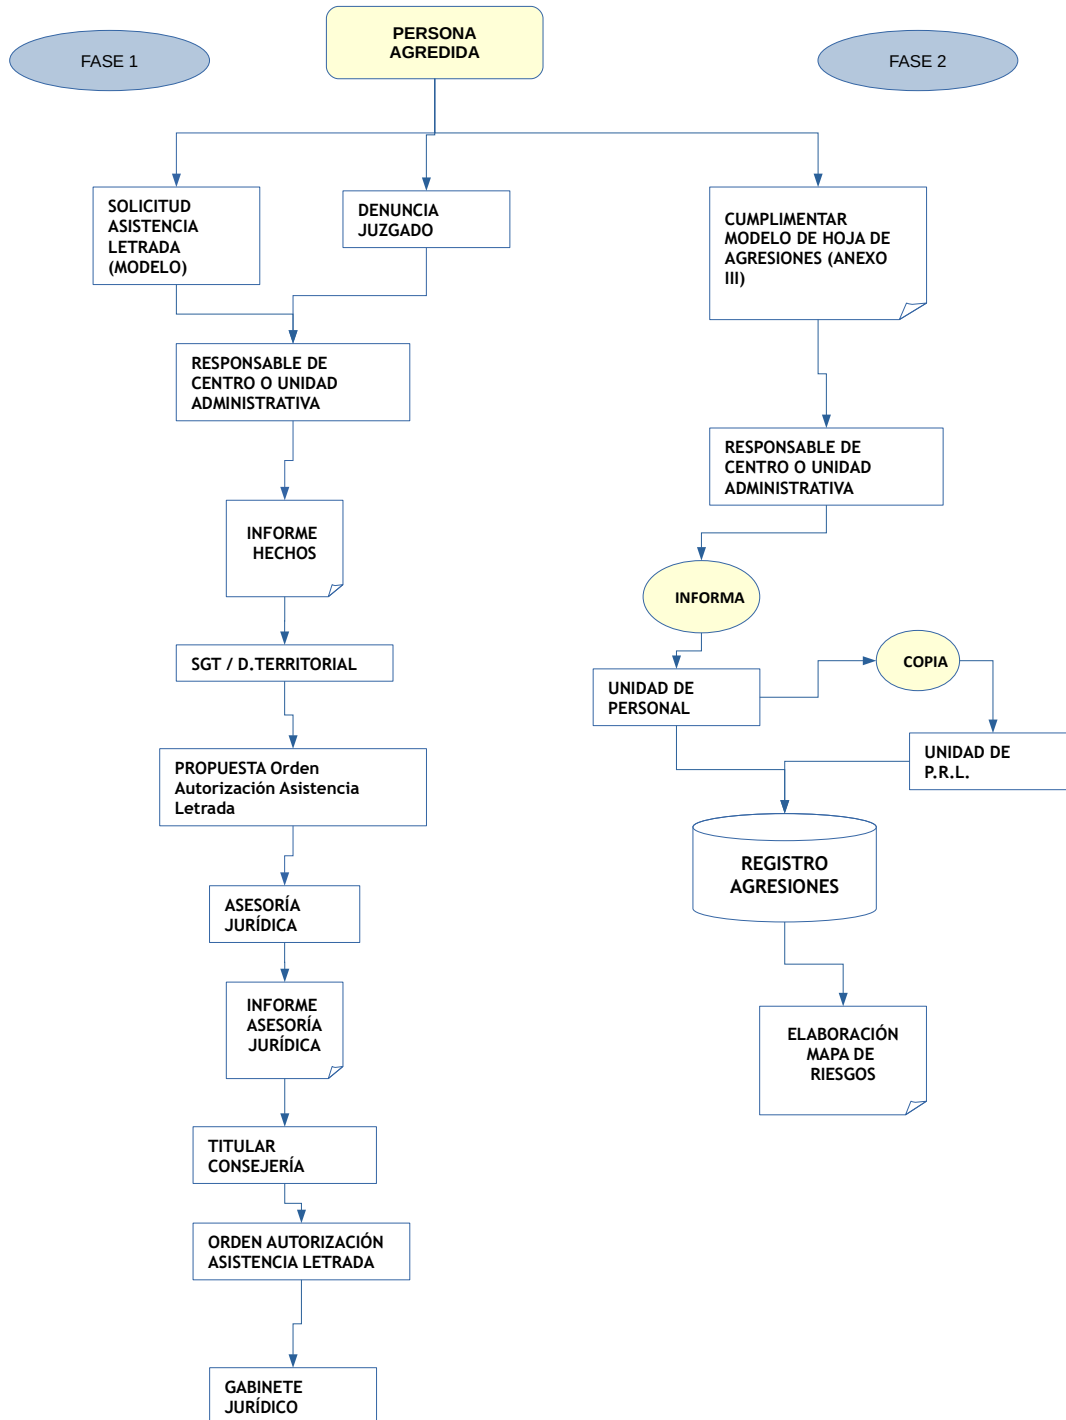 PERSONA
AGREDIDA
FASE 1
FASE 2
SOLICITUD
ASISTENCIA
LETRADA
(MODELO)
DENUNCIA
JUZGADO
RESPONSABLE DE
CENTRO O UNIDAD
ADMINISTRATIVA
INFORME
HECHOS
SGT / D.TERRITORIAL
PROPUESTA Orden
Autorización Asistencia
Letrada
ASESORÍA
JURÍDICA
INFORME
ASESORÍA
JURÍDICA
TITULAR
CONSEJERÍA
ORDEN AUTORIZACIÓN
ASISTENCIA LETRADA
GABINETE
JURÍDICO
CUMPLIMENTAR
MODELO DE HOJA DE
AGRESIONES (ANEXO
III)
RESPONSABLE DE
CENTRO O UNIDAD
ADMINISTRATIVA
INFORMA
UNIDAD DE
PERSONAL
COPIA
UNIDAD DE
P.R.L.
REGISTRO
AGRESIONES
ELABORACIÓN
MAPA DE
RIESGOS